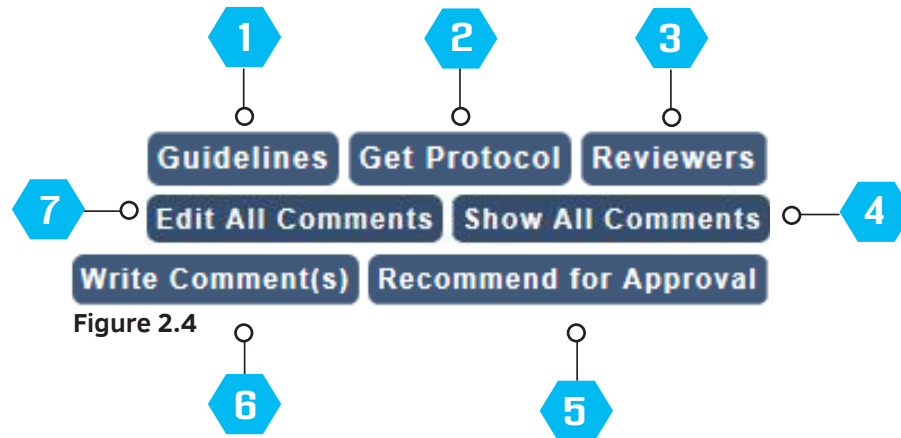 1 2 3
Guidelines Get Protocol Reviewers
7 Edit All Comments Show All Comments 4
Write Comment(s) Recommend for Approval
Figure 2.4
6 5